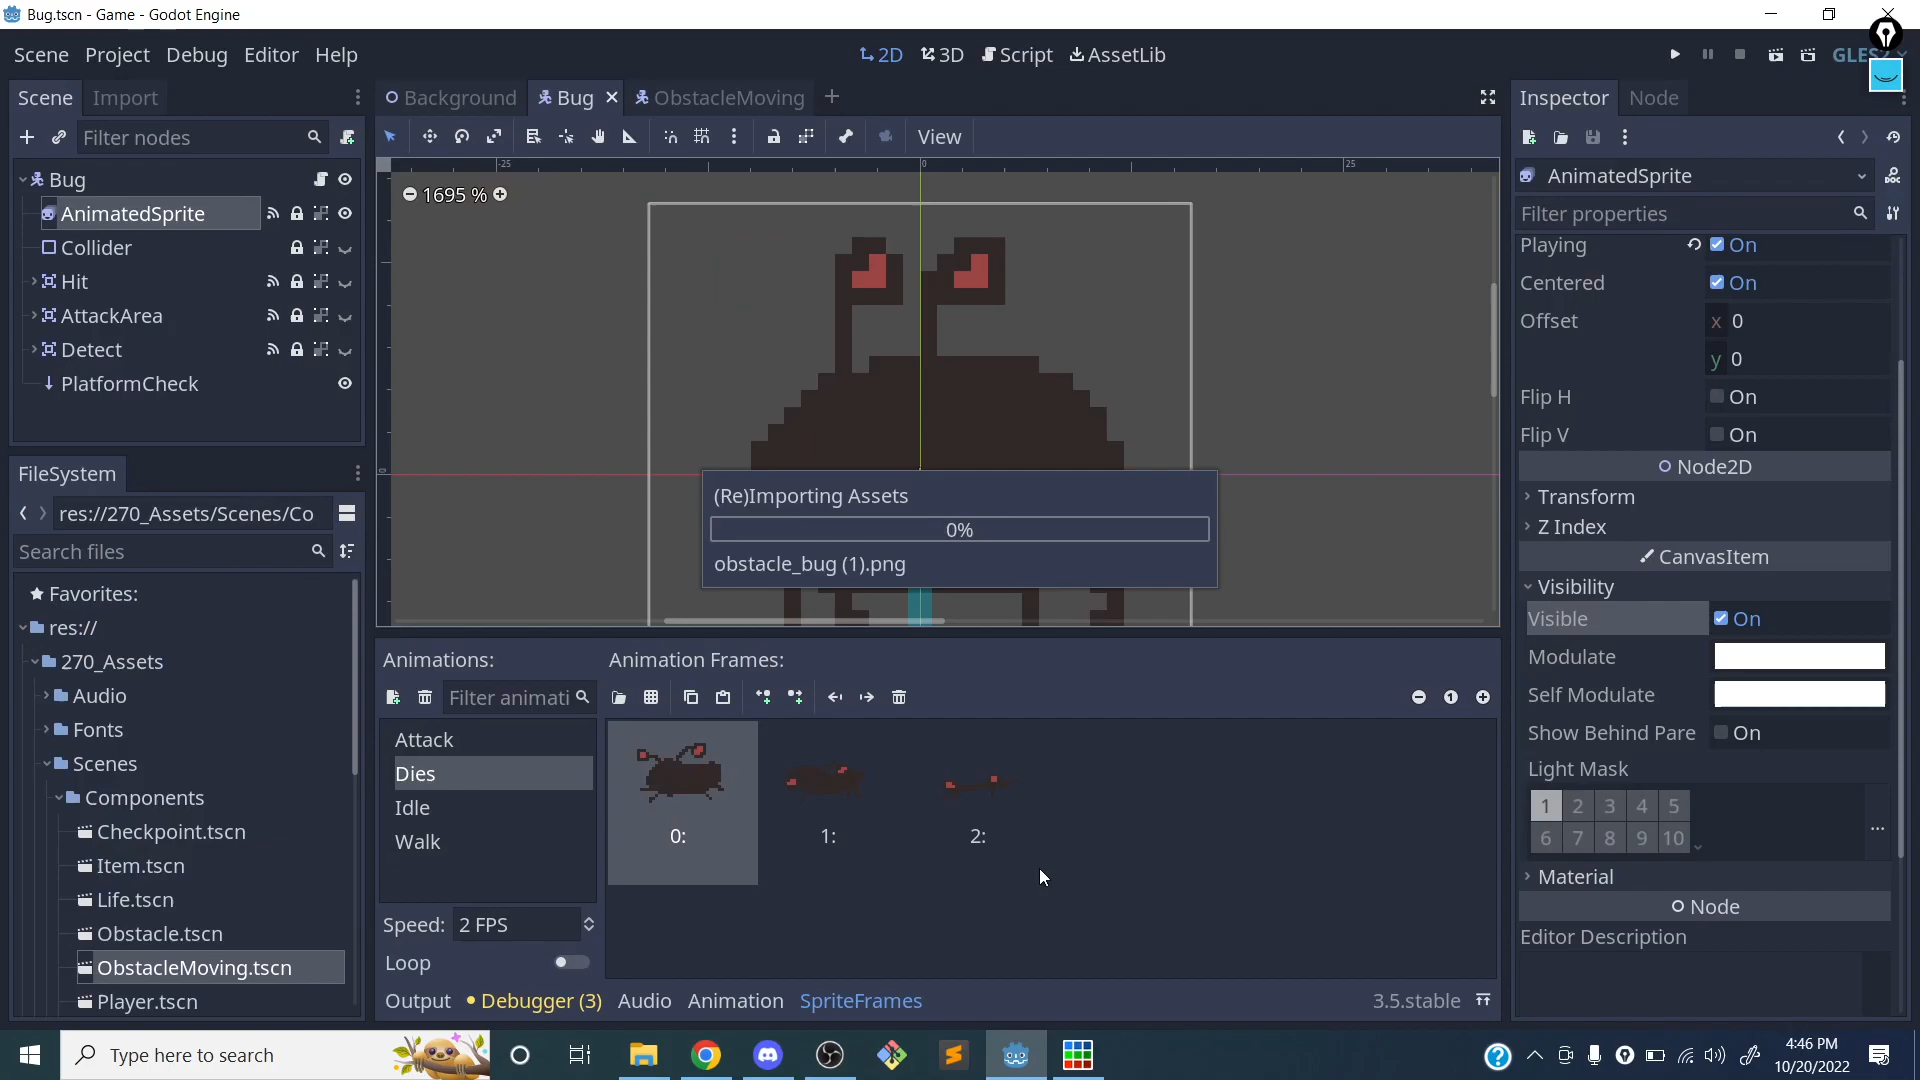 Bug.tscn - Game - Godot Engine
Scene Project Debug Editor Help
2D 3D Script AssetLib
Scene Import
Background Bug ObstacleMoving
Inspector Node
Filter nodes
View
Bug
AnimatedSprite
Collider
Hit
AttackArea
Detect
PlatformCheck
-25 0 25
1695 %
0
AnimatedSprite
Filter properties
Playing On
Centered On
Offset x 0
y 0
Flip H On
Flip V On
Node2D
Transform
Z Index
CanvasItem
Visibility
Visible On
Modulate
Self Modulate
Show Behind Pare On
Light Mask
1 2 3 4 5
6 7 8 9 10
...
Material
Node
Editor Description
(Re)Importing Assets
0%
obstacle_bug (1).png
FileSystem
res://270_Assets/Scenes/Co
Search files
Favorites:
res://
270_Assets
Audio
Fonts
Scenes
Components
Checkpoint.tscn
Item.tscn
Life.tscn
Obstacle.tscn
ObstacleMoving.tscn
Player.tscn
Animations:
Filter animati
Attack
Dies
Idle
Walk
Speed: 2 FPS
Loop
Animation Frames:
1
0: 1: 2:
Output Debugger (3) Audio Animation SpriteFrames
3.5.stable
Type here to search
4:46 PM
10/20/2022